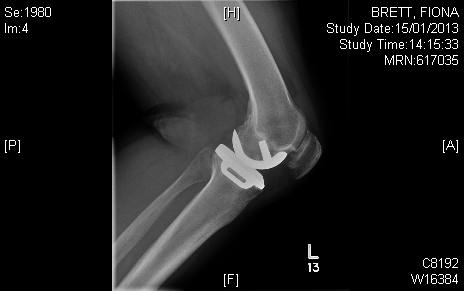 Se:1980
Im:4
[H]
BRETT, FIONA
Study Date:15/01/2013
Study Time:14:15:33
MRN:617035
[P]
[A]
L
13
[F]
C8192
W16384